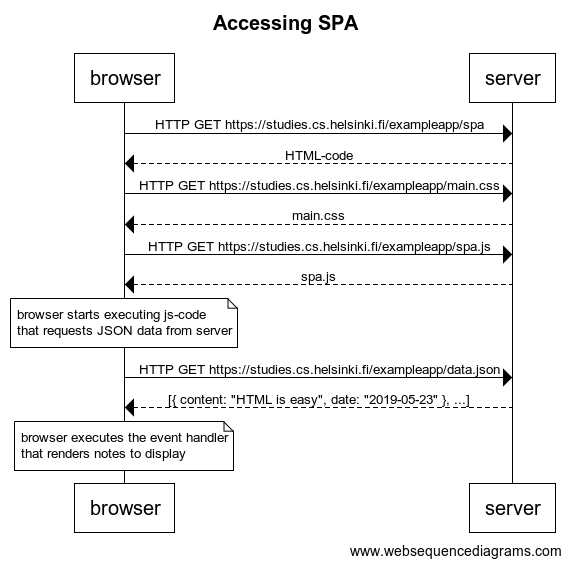 Accessing SPA
browser
server
HTTP GET https://studies.cs.helsinki.fi/exampleapp/spa
HTML-code
HTTP GET https://studies.cs.helsinki.fi/exampleapp/main.css
main.css
HTTP GET https://studies.cs.helsinki.fi/exampleapp/spa.js
spa.js
browser starts executing js-code
that requests JSON data from server
HTTP GET https://studies.cs.helsinki.fi/exampleapp/data.json
[{ content: "HTML is easy", date: "2019-05-23" }, ...]
browser executes the event handler
that renders notes to display
browser
server
www.websequencediagrams.com